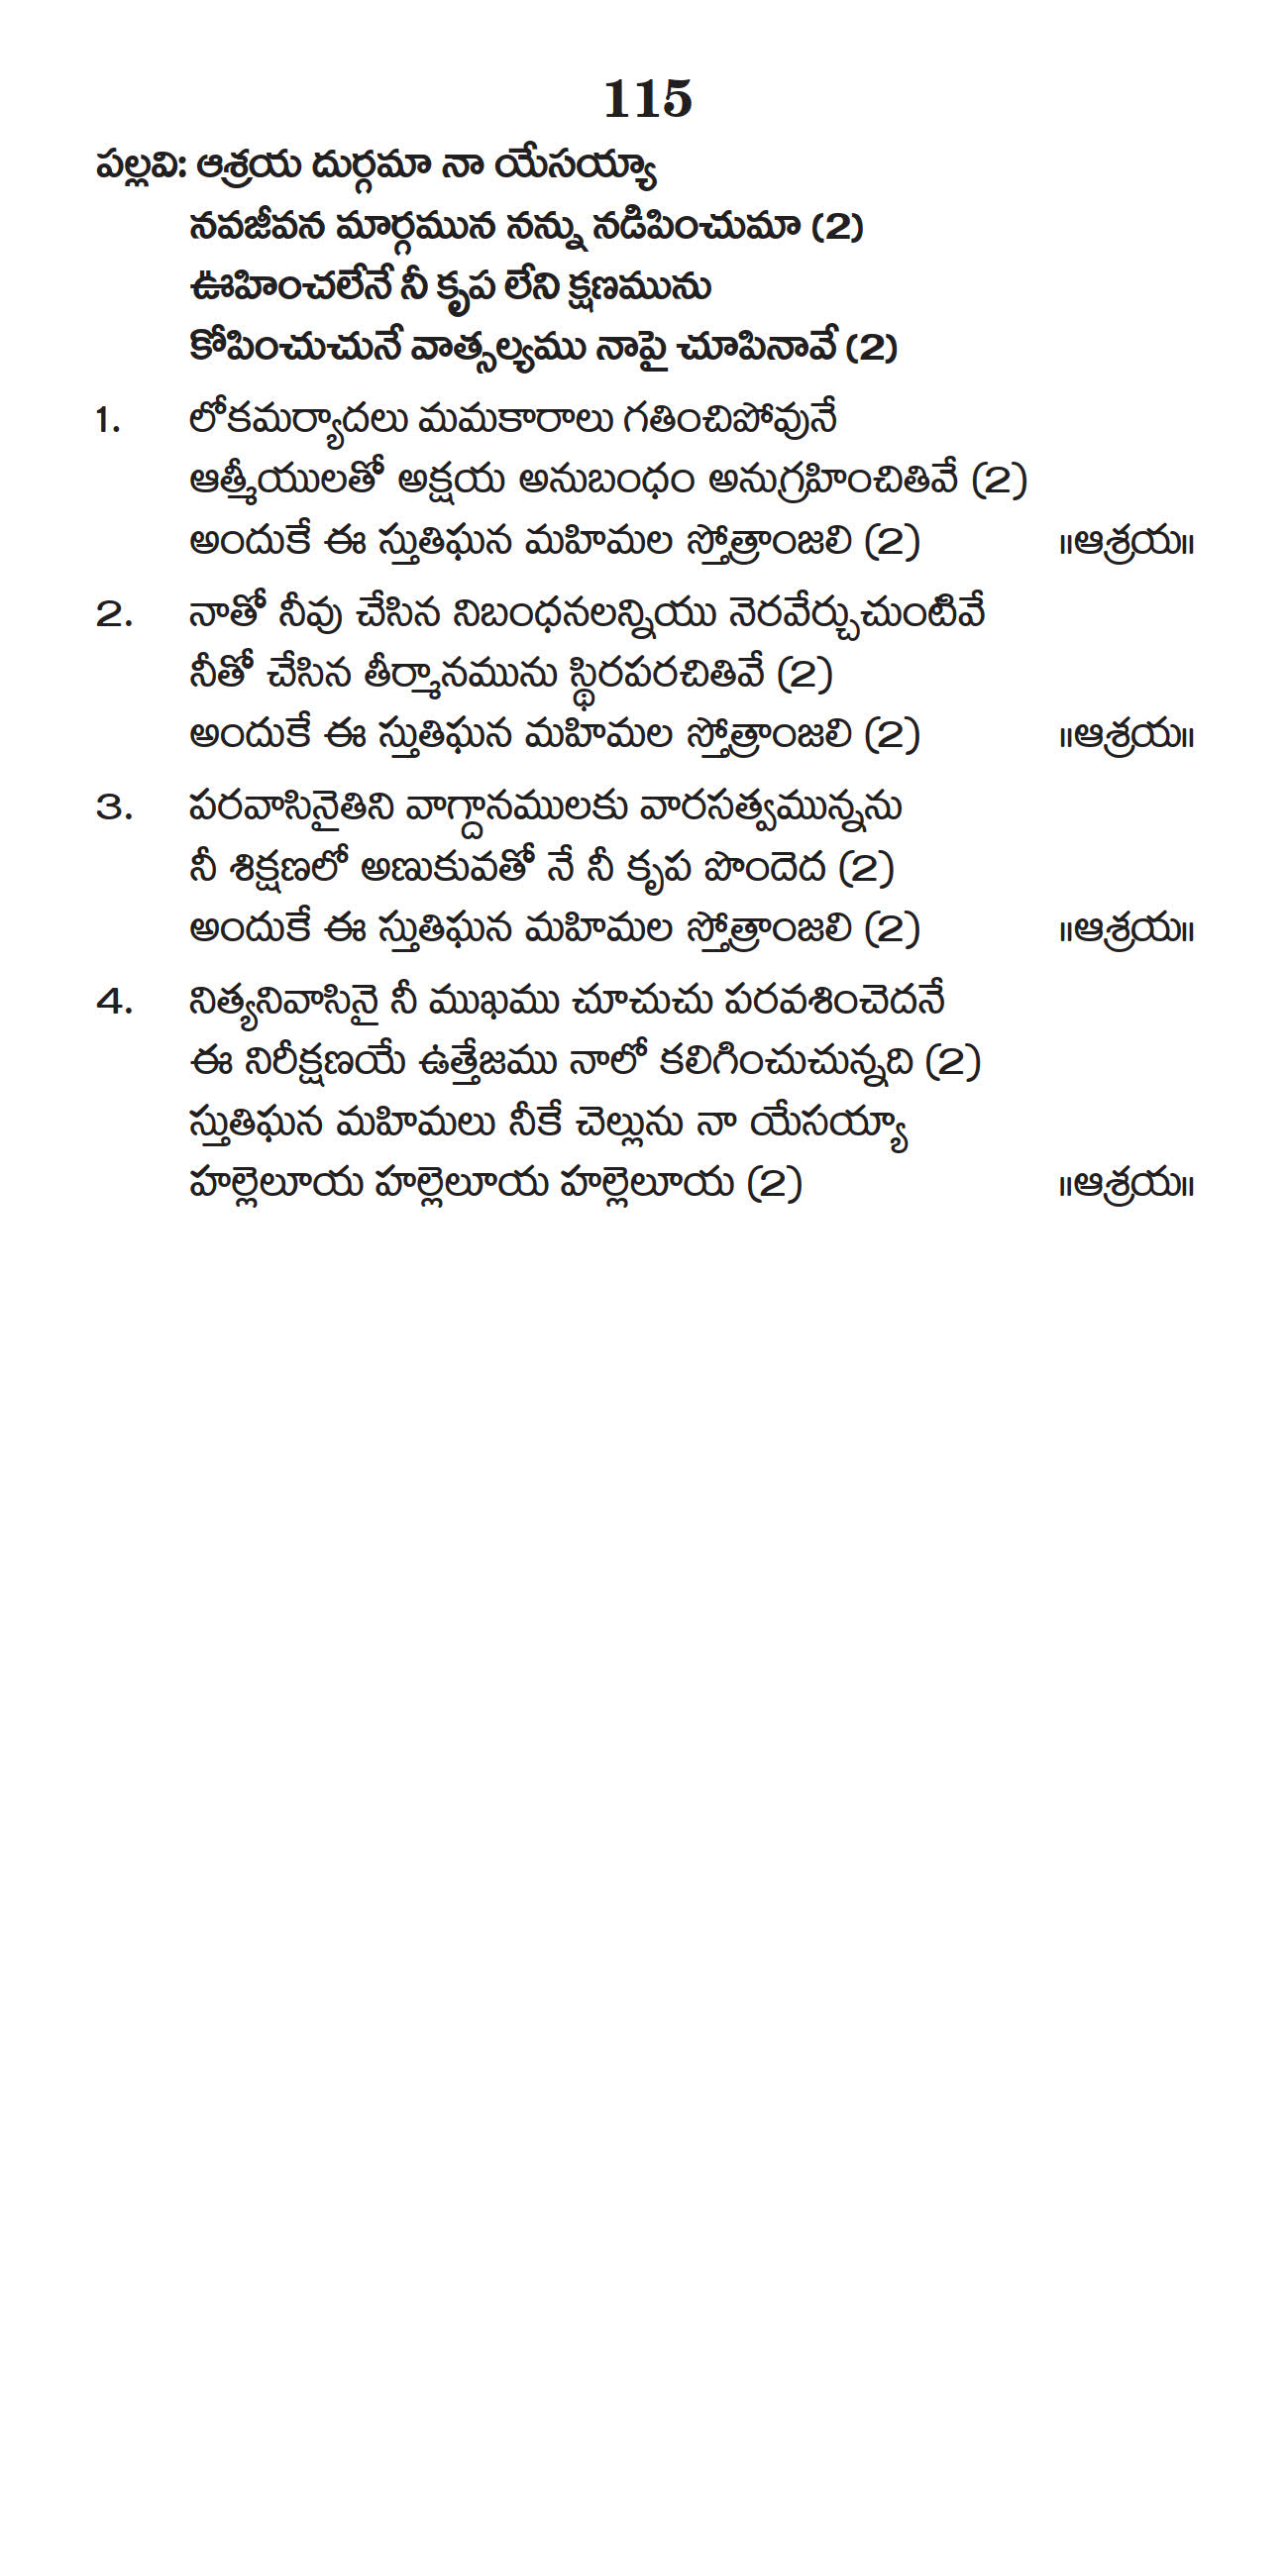 115
పల్లవి: ఆశ్రయ దుర్గమా నా యేసయ్యా
నవజీవన మార్గమున నన్ను నడిపించుమా (2)
ఊహించలేనే నీ కృప లేని క్షణమును
కోపించుచునే వాత్సల్యము నాపై చూపినావే (2)
1. లోకమర్యాదలు మమకారాలు గతించిపోవునే
ఆత్మీయులతో అక్షయ అనుబంధం అనుగ్రహించితివే (2)
అందుకే ఈ స్తుతిఘన మహిమల స్తోత్రాంజలి (2) ॥ఆశ్రయ॥
2. నాతో నీవు చేసిన నిబంధనలన్నియు నెరవేర్చుచుంటివే
నీతో చేసిన తీర్మానమును స్థిరపరచితివే (2)
అందుకే ఈ స్తుతిఘన మహిమల స్తోత్రాంజలి (2) ॥ఆశ్రయ॥
3. పరవాసినైతిని వాగ్దానములకు వారసత్వమున్నను
నీ శిక్షణలో అణుకువతో నే నీ కృప పొందెద (2)
అందుకే ఈ స్తుతిఘన మహిమల స్తోత్రాంజలి (2) ॥ఆశ్రయ॥
4. నిత్యనివాసినై నీ ముఖము చూచుచు పరవశించెదనే
ఈ నిరీక్షణయే ఉత్తేజము నాలో కలిగించుచున్నది (2)
స్తుతిఘన మహిమలు నీకే చెల్లును నా యేసయ్యా
హల్లెలూయ హల్లెలూయ హల్లెలూయ (2) ॥ఆశ్రయ॥